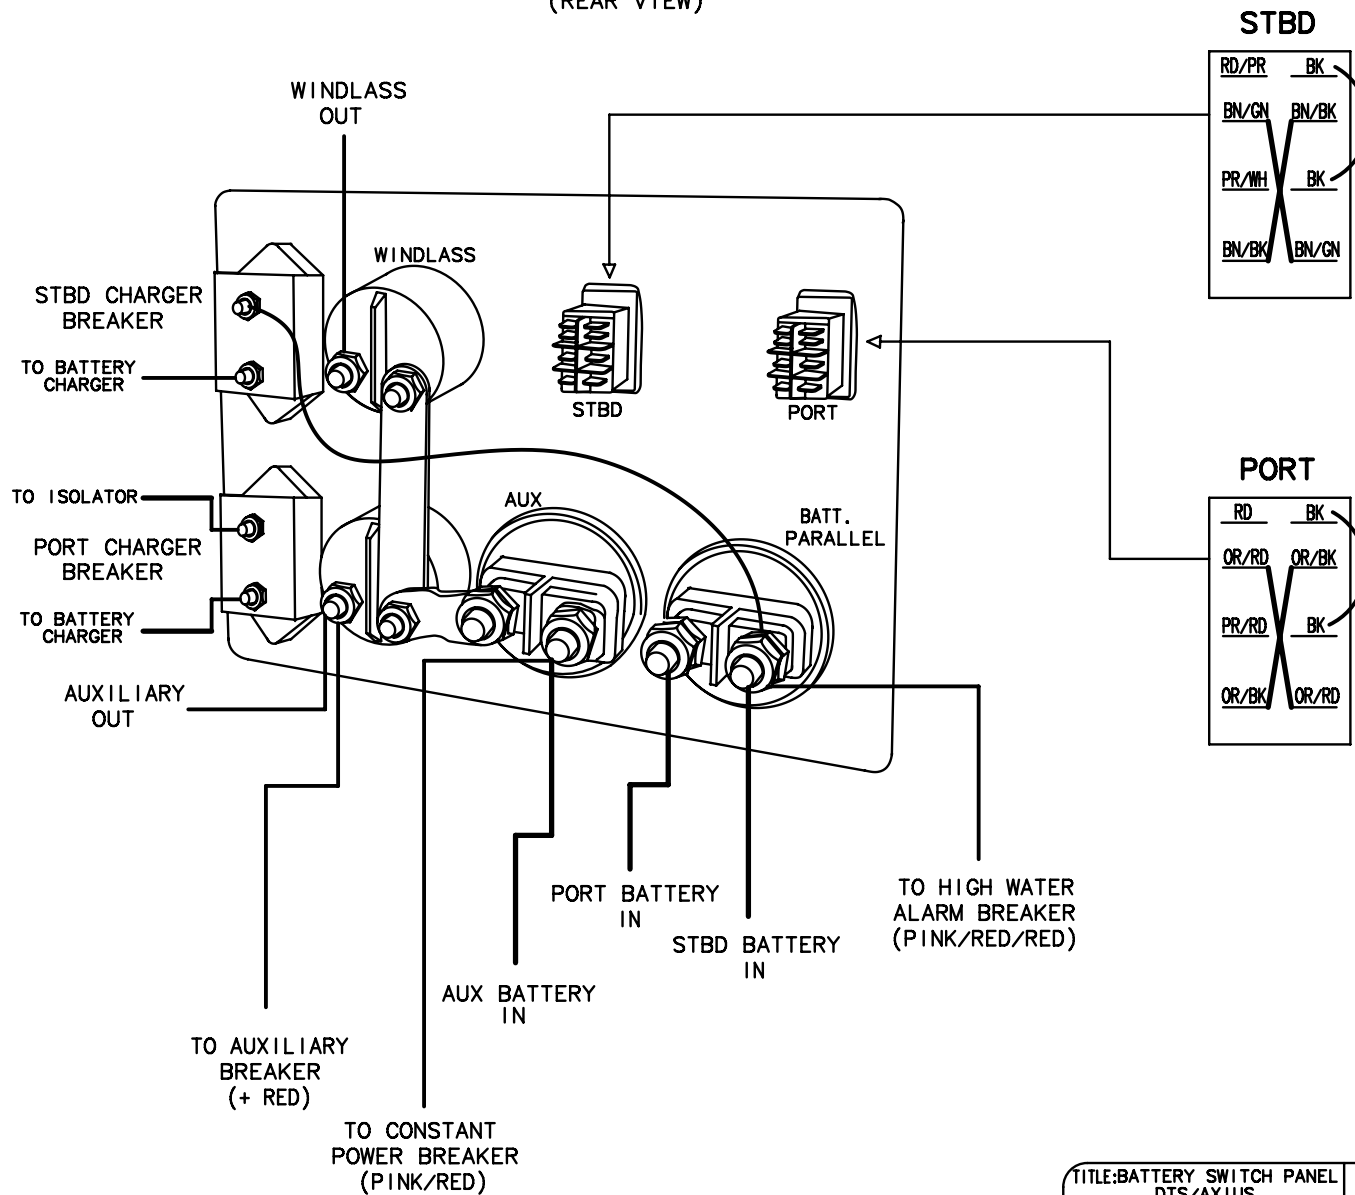 (REAR VIEW)
STBD
RD/PR BK
BN/GN BN/BK
PR/WH BK
BN/BK BN/GN
WINDLASS
OUT
WINDLASS
STBD CHARGER
BREAKER
TO BATTERY
CHARGER
STBD
PORT
TO ISOLATOR
PORT CHARGER
BREAKER
TO BATTERY
CHARGER
AUX
BATT.
PARALLEL
PORT
RD BK
OR/RD OR/BK
PR/RD BK
OR/BK OR/RD
AUXILIARY
OUT
PORT BATTERY
IN
TO HIGH WATER
ALARM BREAKER
(PINK/RED/RED)
STBD BATTERY
IN
AUX BATTERY
IN
TO AUXILIARY
BREAKER
(+ RED)
TO CONSTANT
POWER BREAKER
(PINK/RED)
TITLE:BATTERY SWITCH PANEL
DTS/AXIUS